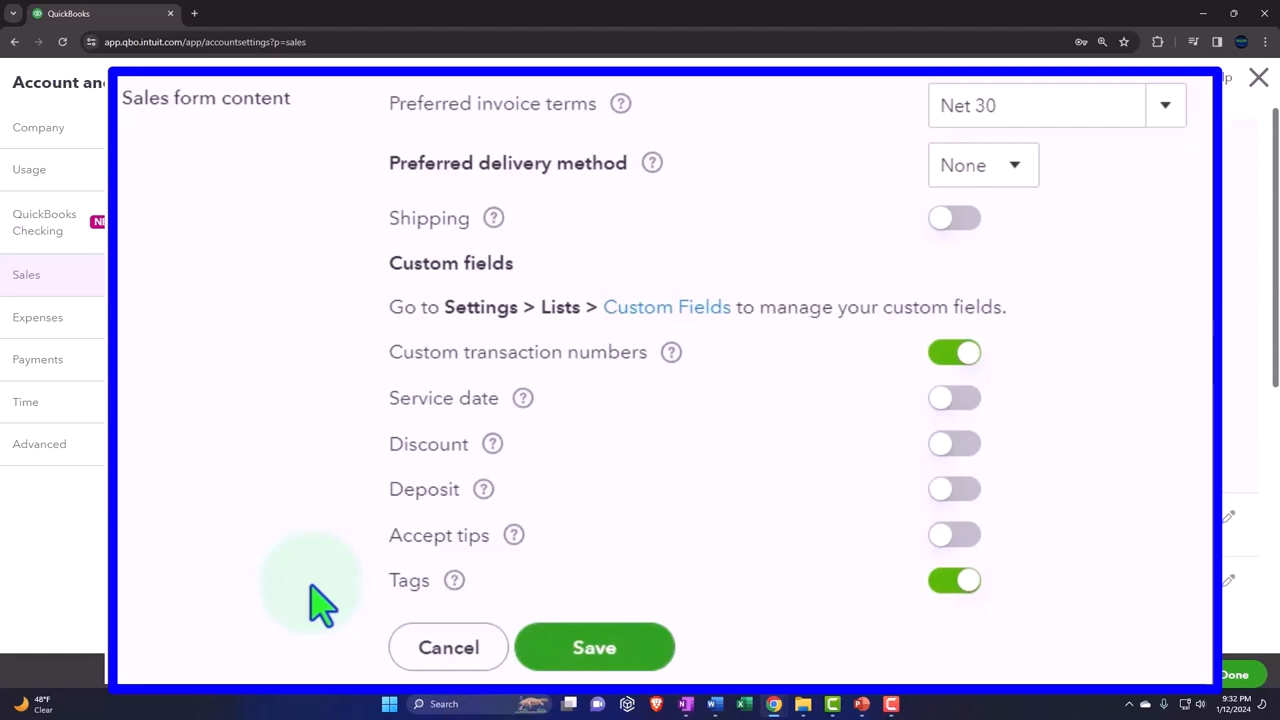 QuickBooks
app.qbo.intuit.com/app/accountsettings?p=sales
Account an
lp
Company
Usage
QuickBooks
Checking
NE
Sales
Expenses
Payments
Time
Advanced
Sales form content
Preferred invoice terms ?
Net 30
Preferred delivery method ?
None
Shipping ?
Custom fields
Go to Settings > Lists > Custom Fields to manage your custom fields.
Custom transaction numbers ?
Service date ?
Discount ?
Deposit ?
Accept tips ?
Tags ?
Cancel
Save
Done
48°F
Clear
Search
9:32 PM
1/12/2024